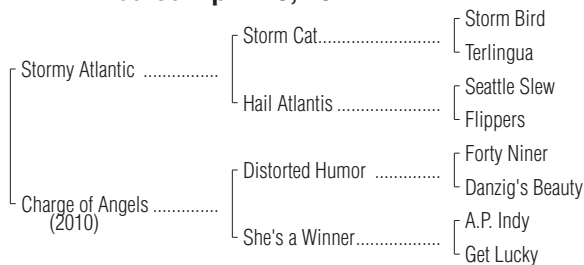 Storm Bird
Storm Cat........................
Terlingua
Stormy Atlantic ...............
Seattle Slew
Hail Atlantis ....................
Flippers
Forty Niner
Distorted Humor ............
Danzig's Beauty
Charge of Angels .............
(2010)
A.P. Indy
She's a Winner................
Get Lucky